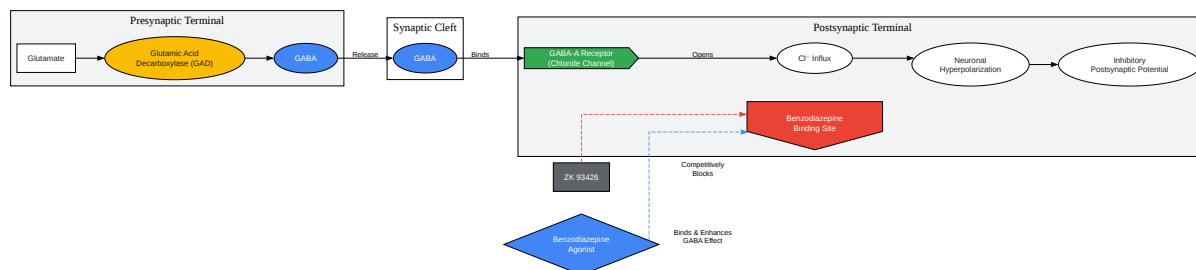 Presynaptic Terminal
Glutamate
Glutamic Acid
Decarboxylase (GAD)
GABA
Release
Synaptic Cleft
GABA
Binds
Postsynaptic Terminal
GABA-A Receptor
(Chloride Channel)
Opens
Cl⁻ Influx
Neuronal
Hyperpolarization
Inhibitory
Postsynaptic Potential
Benzodiazepine
Binding Site
Competitively
Blocks
ZK 93426
Benzodiazepine
Agonist
Binds & Enhances
GABA Effect